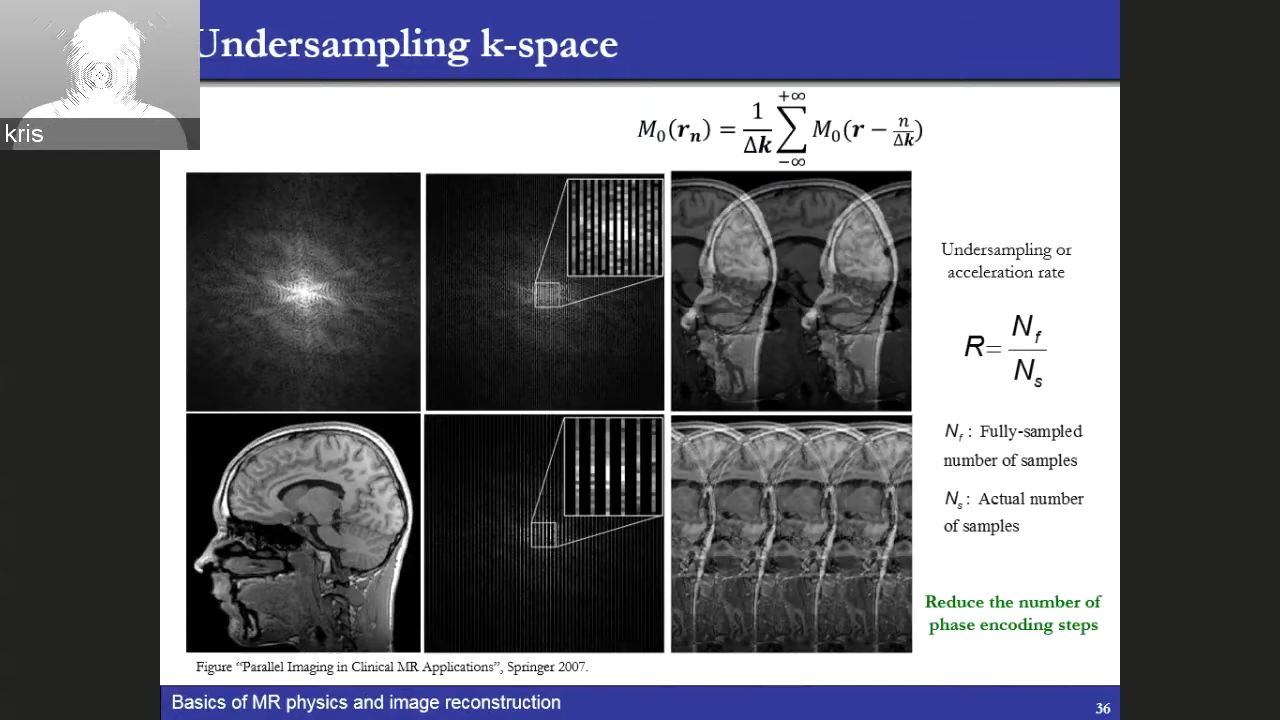 Undersampling k-space
kris
+∞
M₀(𝒓ₙ) = 1/Δ𝒌 ∑ M₀(𝒓 − n/Δ𝒌)
−∞
Undersampling or
acceleration rate
R= N_f / N_s
N_f : Fully-sampled
number of samples
N_s : Actual number
of samples
Reduce the number of
phase encoding steps
Figure “Parallel Imaging in Clinical MR Applications”, Springer 2007.
Basics of MR physics and image reconstruction
36